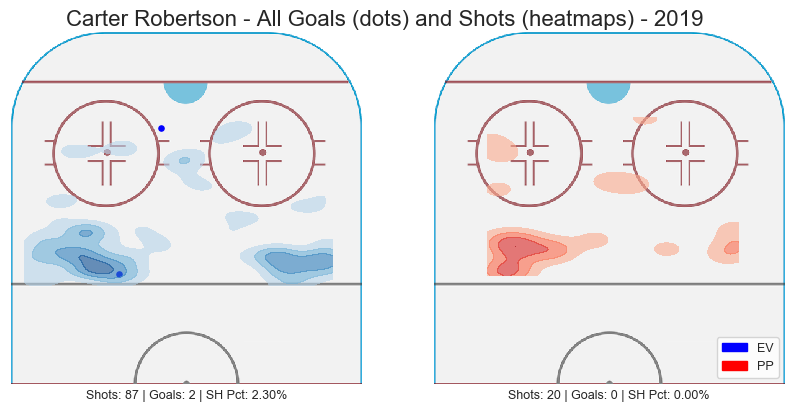 Carter Robertson - All Goals (dots) and Shots (heatmaps) - 2019
EV
PP
Shots: 87 | Goals: 2 | SH Pct: 2.30%
Shots: 20 | Goals: 0 | SH Pct: 0.00%